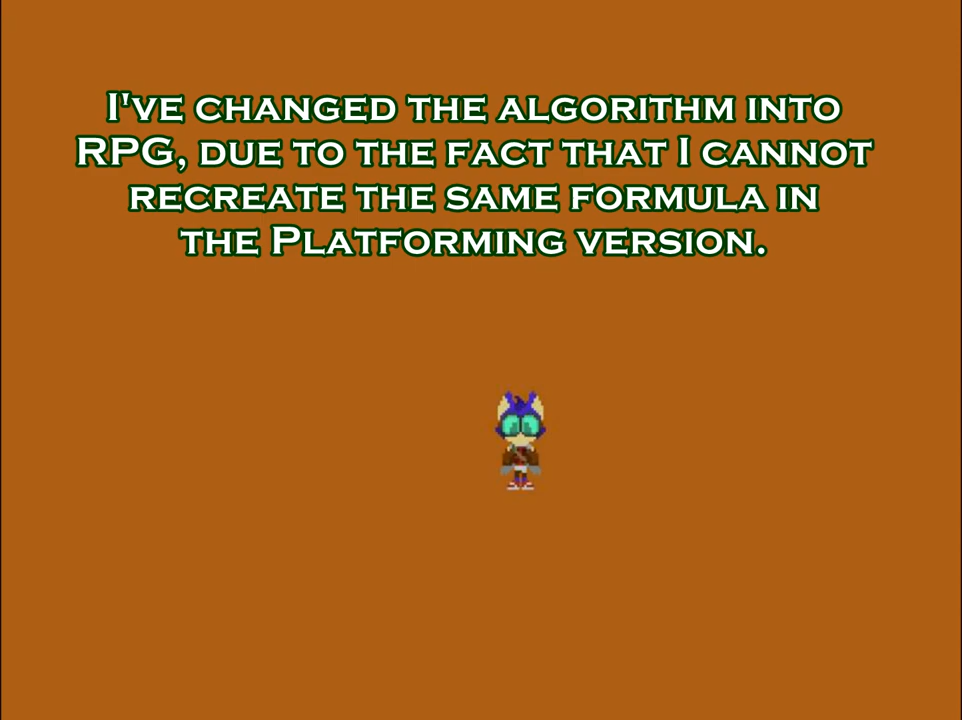 I've changed the algorithm into
RPG, due to the fact that I cannot
recreate the same formula in
the Platforming version.